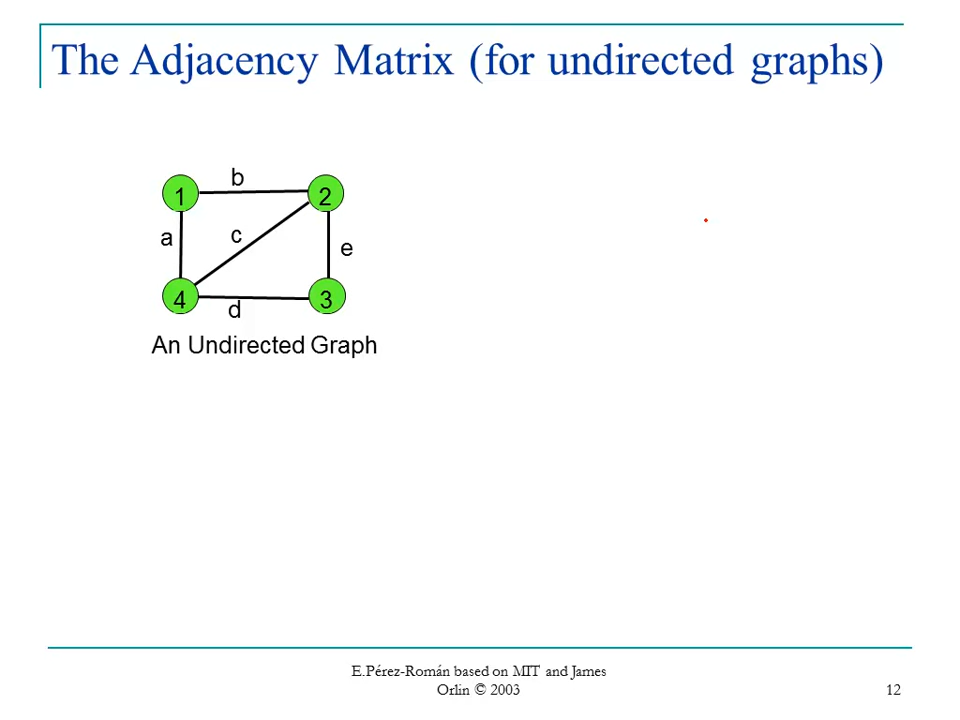 The Adjacency Matrix (for undirected graphs)
b
1 2
a c e
4 3
d
An Undirected Graph
E.Pérez-Román based on MIT and James
Orlin © 2003
12